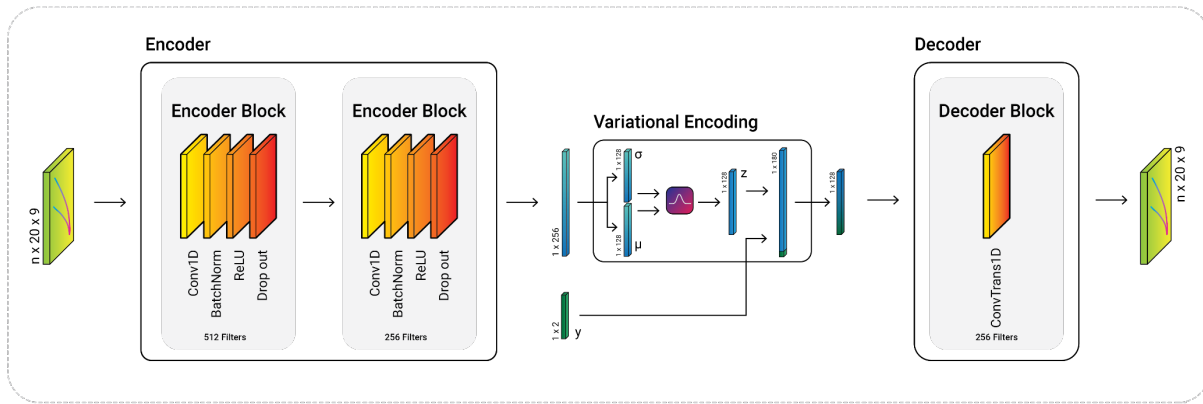 Encoder
Decoder
Encoder Block
Encoder Block
Decoder Block
Variational Encoding
n x 20 x 9
Conv1D
BatchNorm
ReLU
Drop out
512 Filters
Conv1D
BatchNorm
ReLU
Drop out
256 Filters
1 x 256
1 x 2
y
1 x 128
σ
1 x 128
μ
1 x 128
z
1 x 180
1 x 128
ConvTrans1D
256 Filters
n x 20 x 9